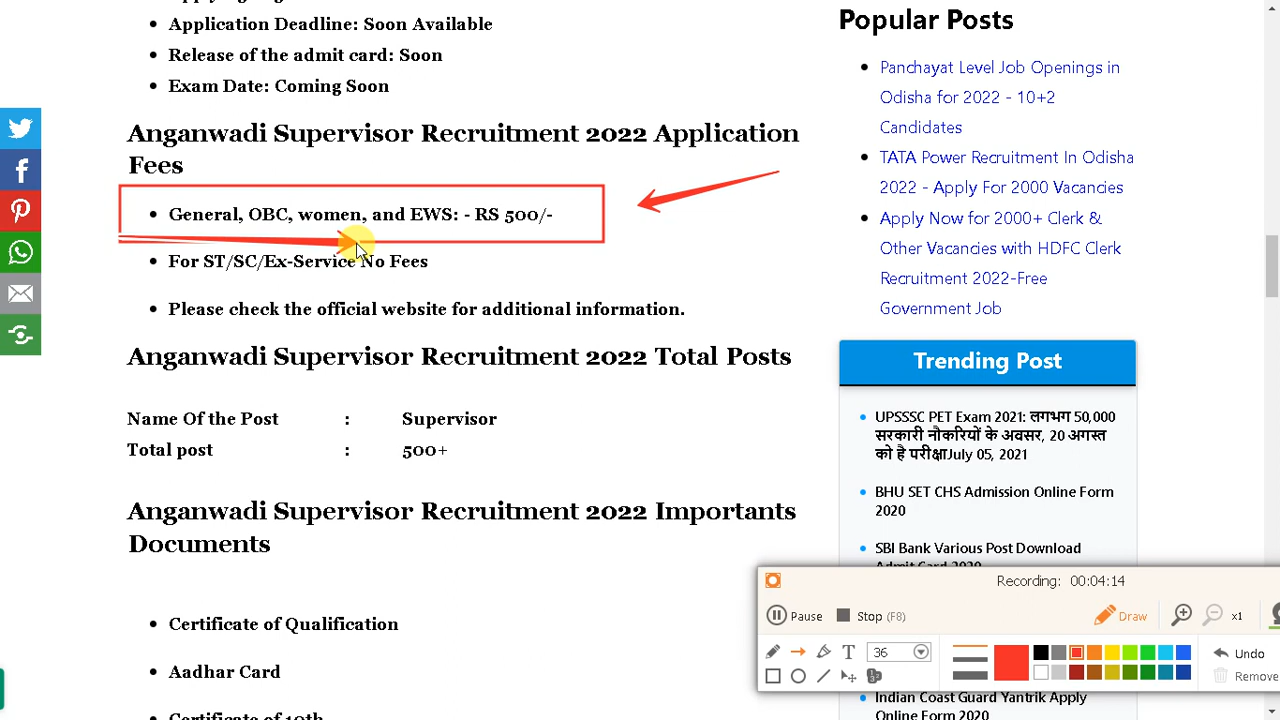 Application Deadline: Soon Available
Release of the admit card: Soon
Exam Date: Coming Soon
Anganwadi Supervisor Recruitment 2022 Application
Fees
General, OBC, women, and EWS: - RS 500/-
For ST/SC/Ex-Service No Fees
Please check the official website for additional information.
Anganwadi Supervisor Recruitment 2022 Total Posts
Name Of the Post : Supervisor
Total post : 500+
Anganwadi Supervisor Recruitment 2022 Importants
Documents
Certificate of Qualification
Aadhar Card
Certificate of 10th
Popular Posts
Panchayat Level Job Openings in
Odisha for 2022 - 10+2
Candidates
TATA Power Recruitment In Odisha
2022 - Apply For 2000 Vacancies
Apply Now for 2000+ Clerk &
Other Vacancies with HDFC Clerk
Recruitment 2022-Free
Government Job
Trending Post
UPSSSC PET Exam 2021: लगभग 50,000
सरकारी नौकरियों के अवसर, 20 अगस्त
को है परीक्षाJuly 05, 2021
BHU SET CHS Admission Online Form
2020
SBI Bank Various Post Download
Admit Card 2020
Recording: 00:04:14
Pause Stop (F8) Draw x1
T 36 Undo
Remove
Indian Coast Guard Yantrik Apply
Online Form 2020